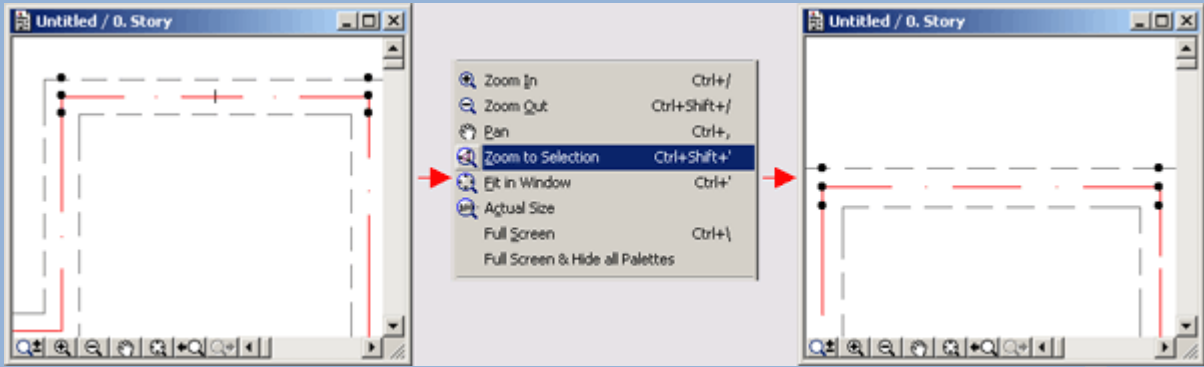 Untitled / 0. Story
Zoom In Ctrl+/
Zoom Out Ctrl+Shift+/
Pan Ctrl+,
Zoom to Selection Ctrl+Shift+'
Fit in Window Ctrl+'
Actual Size
Full Screen Ctrl+\
Full Screen & Hide all Palettes
Untitled / 0. Story